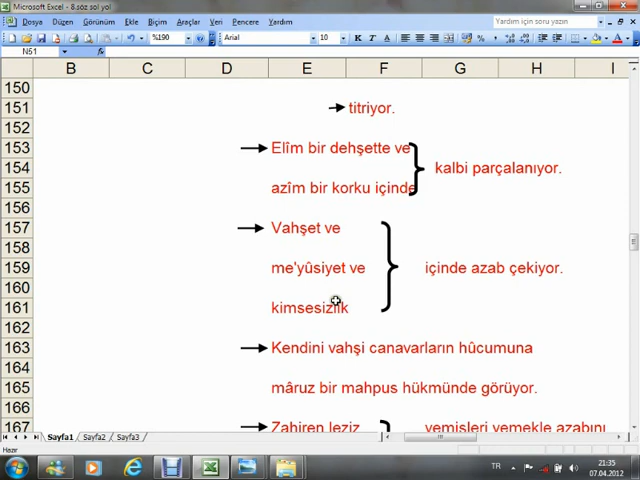 Microsoft Excel - 8.söz sol yol
Dosya Düzen Görünüm Ekle Biçim Araçlar Veri Pencere Yardım Yardım için soru yazın
%190 Arial 10 K T A
N51 fx
B C D E F G H I
150
151 titriyor.
152
153 Elîm bir dehşette ve
154 kalbi parçalanıyor.
155 azîm bir korku içinde
156
157 Vahşet ve
158
159 me'yûsiyet ve içinde azab çekiyor.
160
161 kimsesizlik
162
163 Kendini vahşi canavarların hûcumuna
164
165 mâruz bir mahpus hükmünde görüyor.
166
167 Zahiren leziz yemişleri yemekle azabını
Sayfa1 Sayfa2 Sayfa3
Hazır
TR 21:35
07.04.2012